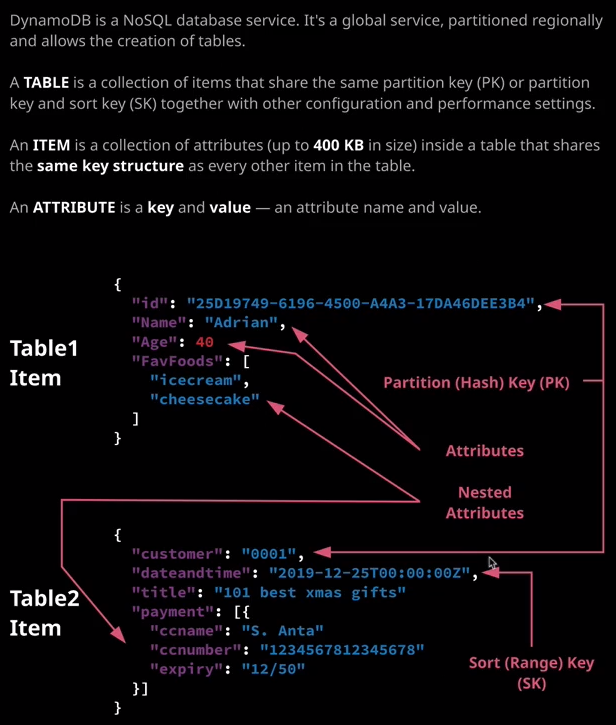 DynamoDB is a NoSQL database service. It's a global service, partitioned regionally
and allows the creation of tables.
A TABLE is a collection of items that share the same partition key (PK) or partition
key and sort key (SK) together with other configuration and performance settings.
An ITEM is a collection of attributes (up to 400 KB in size) inside a table that shares
the same key structure as every other item in the table.
An ATTRIBUTE is a key and value — an attribute name and value.
Table1
Item
{
"id": "25D19749-6196-4500-A4A3-17DA46DEE3B4",
"Name": "Adrian",
"Age": 40
"FavFoods": [
"icecream",
"cheesecake"
]
}
Partition (Hash) Key (PK)
Attributes
Nested
Attributes
Table2
Item
{
"customer": "0001",
"dateandtime": "2019-12-25T00:00:00Z",
"title": "101 best xmas gifts"
"payment": [{
"ccname": "S. Anta"
"ccnumber": "1234567812345678"
"expiry": "12/50"
}]
}
Sort (Range) Key
(SK)